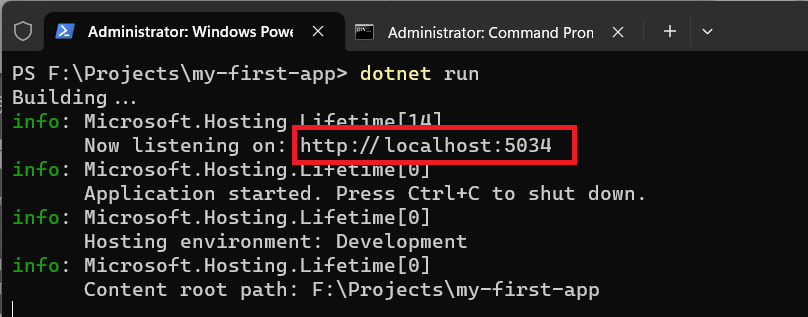 Administrator: Windows Powe
Administrator: Command Pron
PS F:\Projects\my-first-app> dotnet run
Building...
info: Microsoft.Hosting.Lifetime[14]
Now listening on: http://localhost:5034
info: Microsoft.Hosting.Lifetime[0]
Application started. Press Ctrl+C to shut down.
info: Microsoft.Hosting.Lifetime[0]
Hosting environment: Development
info: Microsoft.Hosting.Lifetime[0]
Content root path: F:\Projects\my-first-app